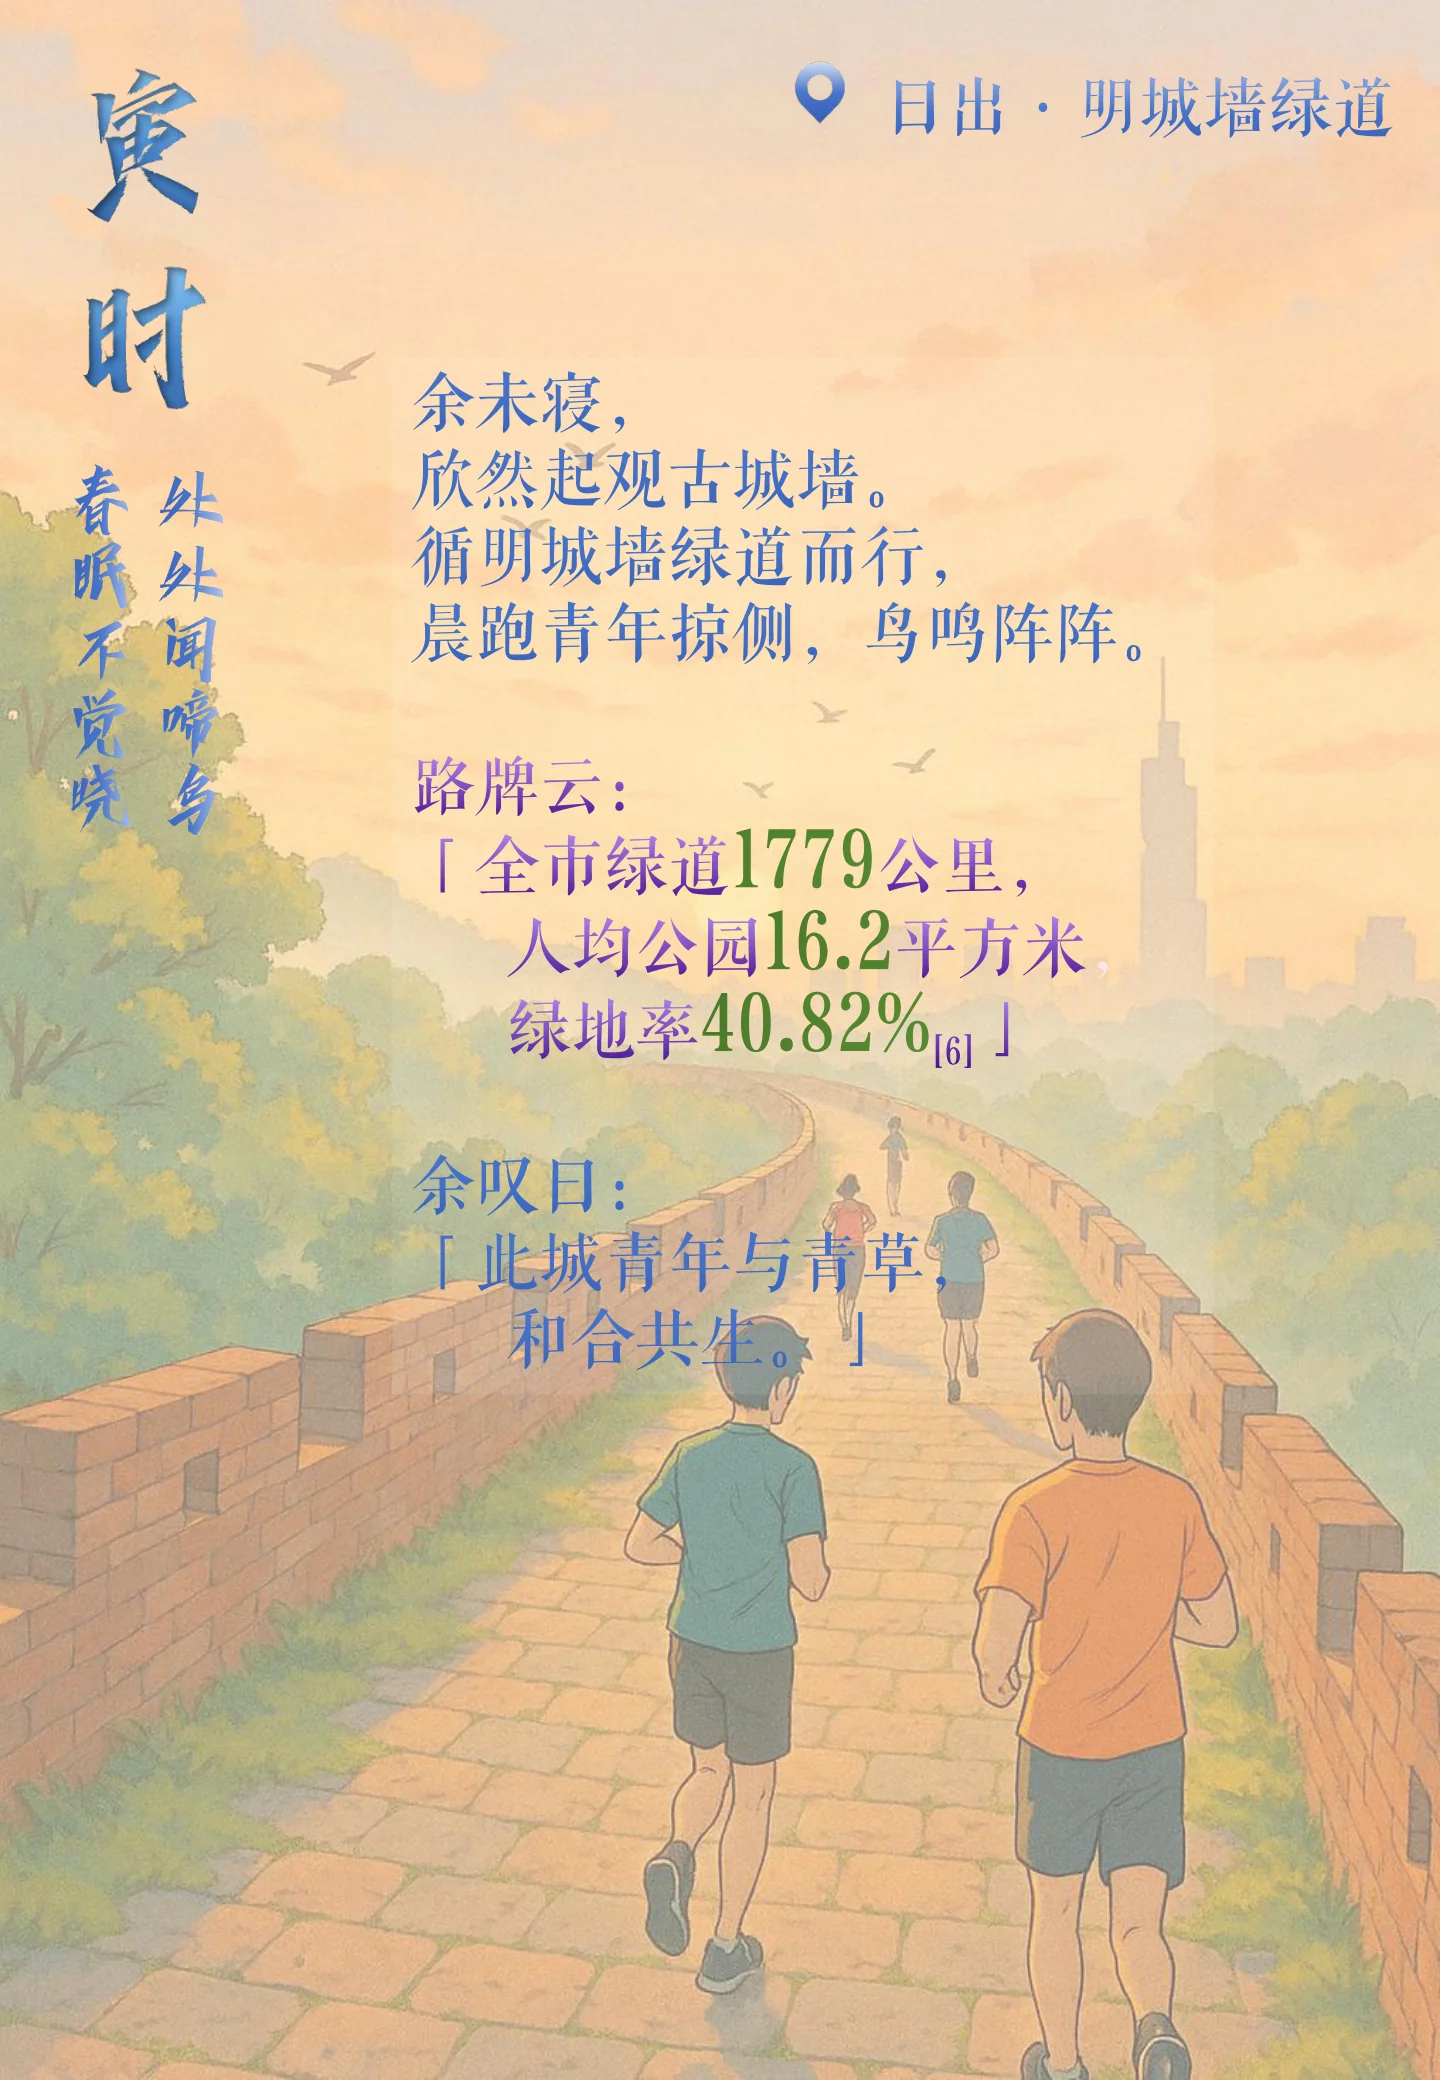 寅时
春眠不觉晓
处处闻啼鸟
日出·明城墙绿道
余未寝，
欣然起观古城墙。
循明城墙绿道而行，
晨跑青年掠侧，鸟鸣阵阵。
路牌云：
「全市绿道1779公里，
人均公园16.2平方米，
绿地率40.82%[6]」
余叹曰：
「此城青年与青草，
和合共生。」